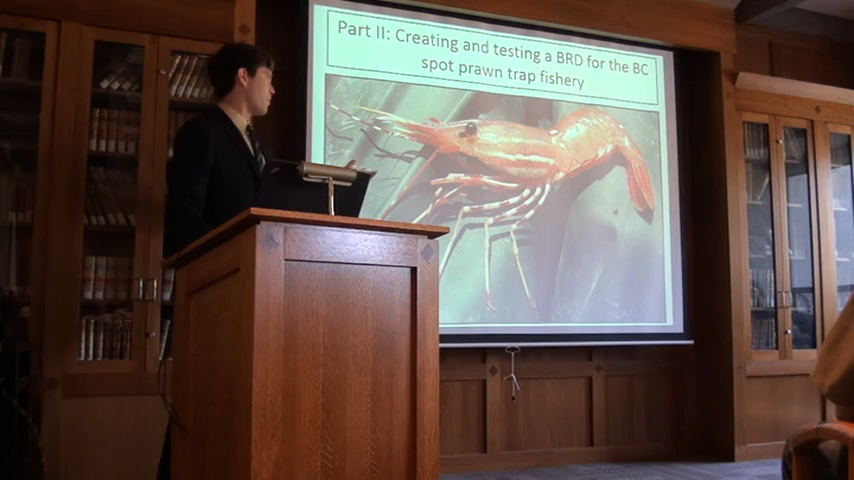 Part II: Creating and testing a BRD for the BC
spot prawn trap fishery